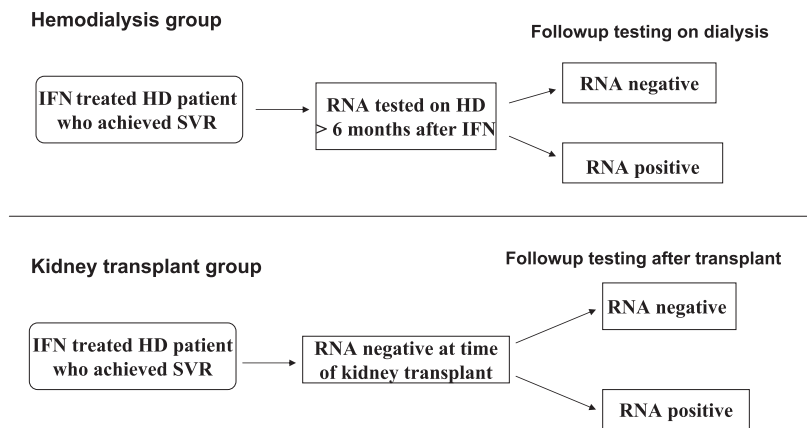 Hemodialysis group
Followup testing on dialysis
IFN treated HD patient
who achieved SVR
RNA tested on HD
> 6 months after IFN
RNA negative
RNA positive
Kidney transplant group
Followup testing after transplant
IFN treated HD patient
who achieved SVR
RNA negative at time
of kidney transplant
RNA negative
RNA positive